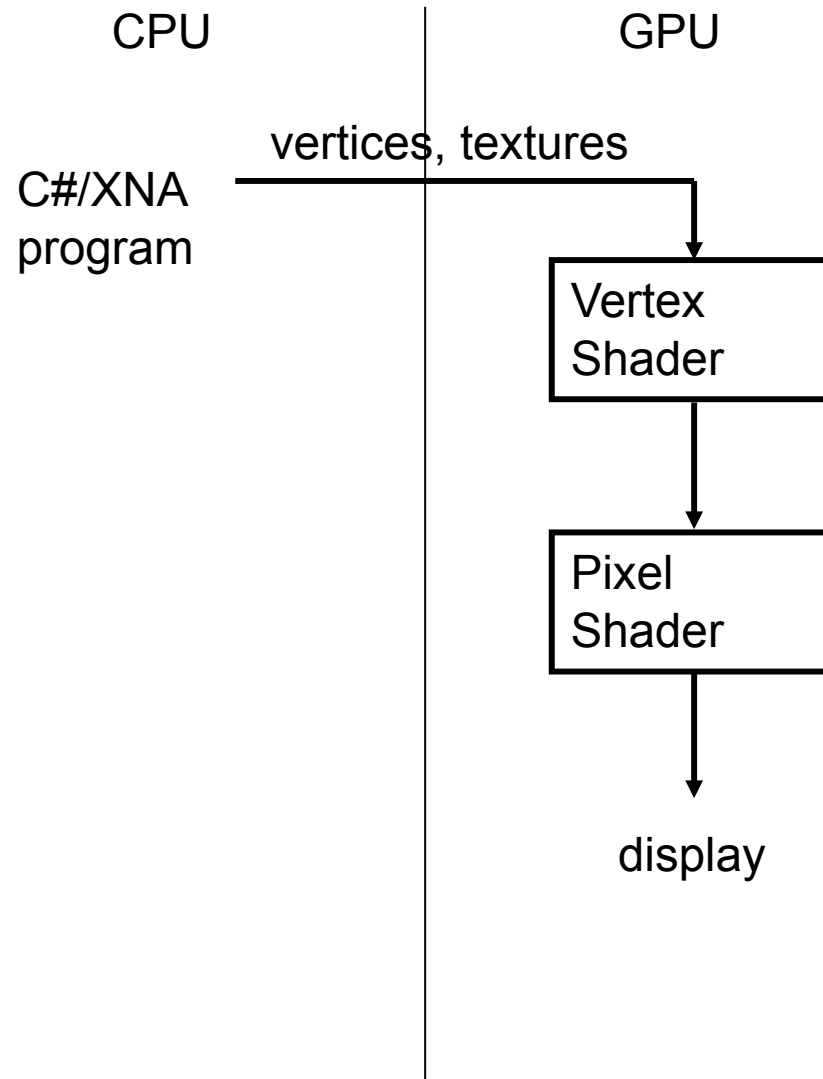 CPU
GPU
vertices, textures
C#/XNA
program
Vertex
Shader
Pixel
Shader
display